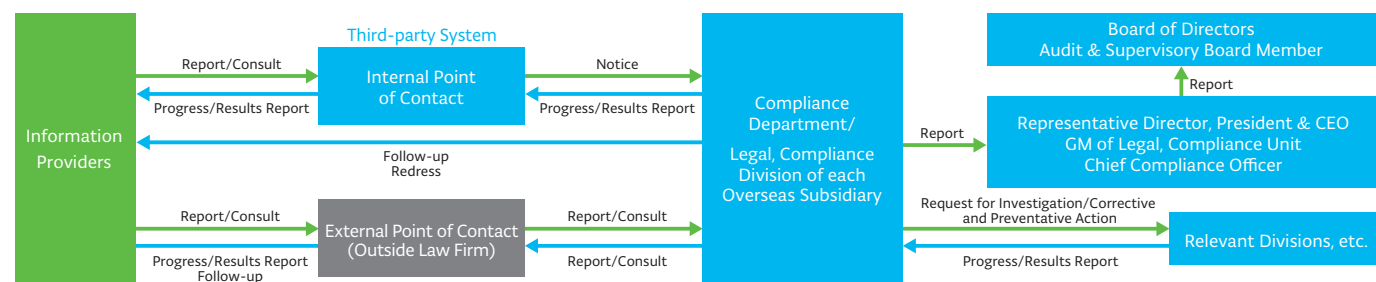 Information
Providers
Report/Consult
Progress/Results Report
Third-party System
Internal Point
of Contact
Notice
Progress/Results Report
Follow-up
Redress
Report/Consult
Progress/Results Report
Follow-up
External Point of Contact
(Outside Law Firm)
Report/Consult
Report/Consult
Compliance
Department/
Legal, Compliance
Division of each
Overseas Subsidiary
Report
Board of Directors
Audit & Supervisory Board Member
Report
Representative Director, President & CEO
GM of Legal, Compliance Unit
Chief Compliance Officer
Request for Investigation/Corrective
and Preventative Action
Progress/Results Report
Relevant Divisions, etc.